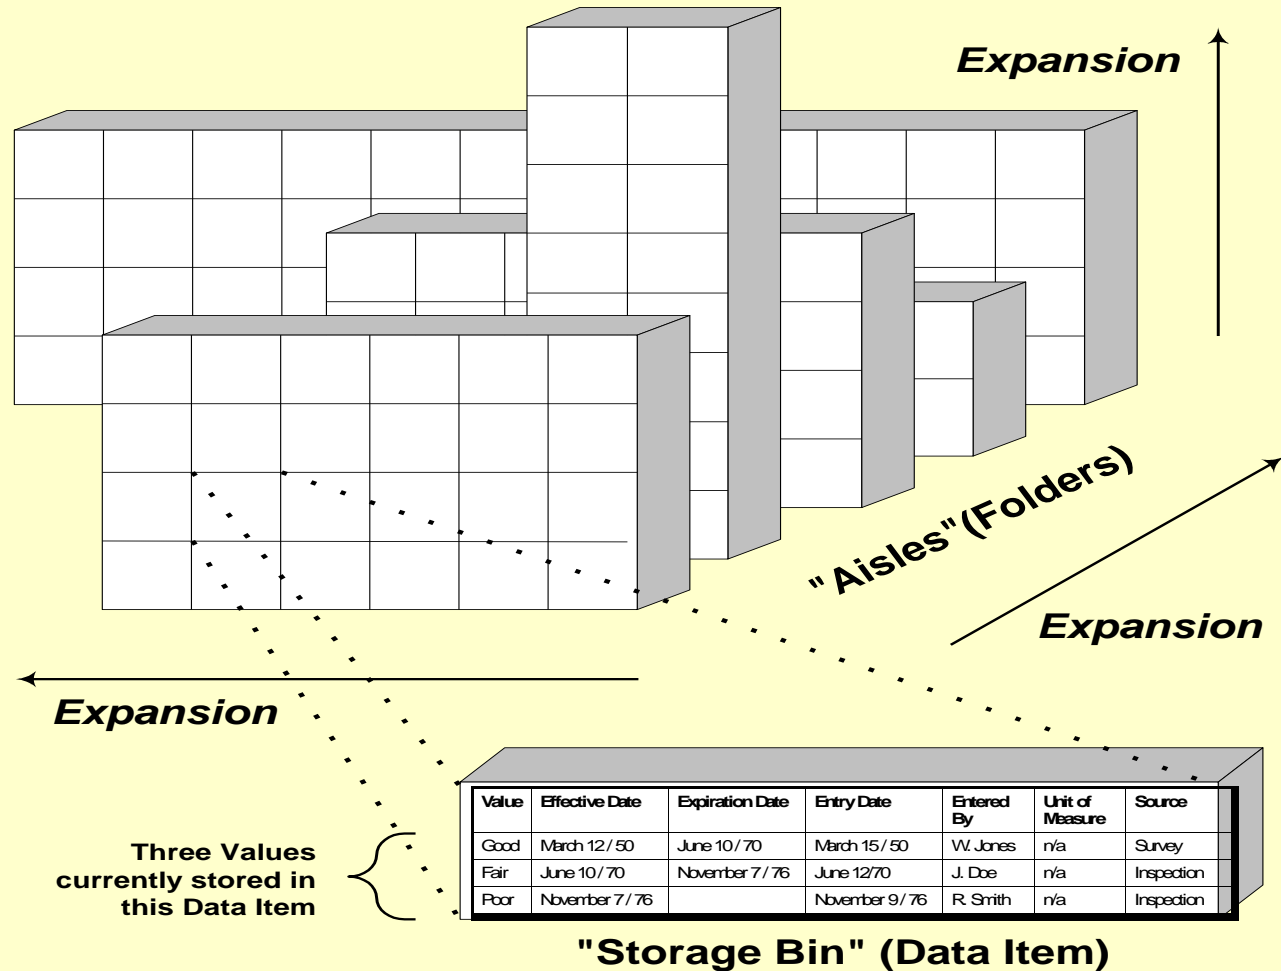 Expansion
"Aisles"(Folders)
Expansion
Expansion
Value Effective Date Expiration Date Entry Date Entered By Unit of Measure Source
Good March 12 / 50 June 10 / 70 March 15 / 50 W. Jones n/a Survey
Fair June 10 / 70 November 7 / 76 June 12/70 J. Doe n/a Inspection
Poor November 7 / 76 November 9 / 76 R. Smith n/a Inspection
Three Values
currently stored in
this Data Item
"Storage Bin" (Data Item)